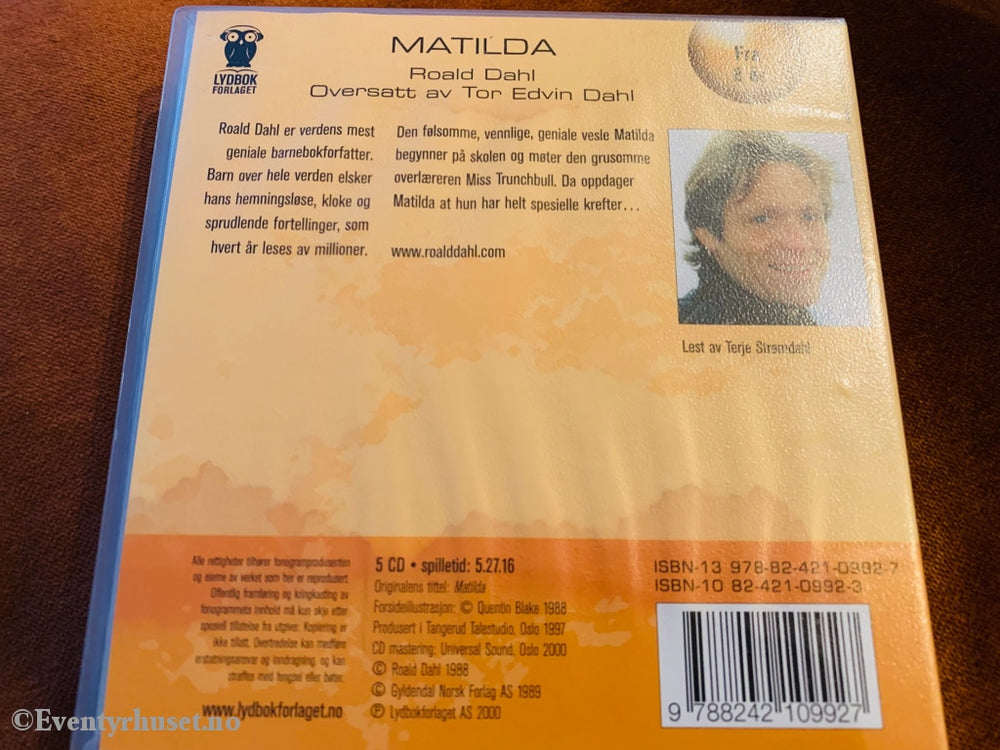 LYDBOK
FORLAGET
MATILDA
Roald Dahl
Oversatt av Tor Edvin Dahl
Fra
8 år
Roald Dahl er verdens mest
geniale barnebokforfatter.
Barn over hele verden elsker
hans hemningsløse, kloke og
sprudlende fortellinger, som
hvert år leses av millioner.
Den følsomme, vennlige, geniale vesle Matilda
begynner på skolen og møter den grusomme
overlæreren Miss Trunchbull. Da oppdager
Matilda at hun har helt spesielle krefter…
www.roalddahl.com
Lest av Terje Strømdahl
Alle rettigheter tilhører fonogramprodusenten
og eierne av verket som her er reprodusert.
Offentlig framføring og kringkasting av
fonogrammets innhold må kun skje etter
spesiell tillatelse fra utgiver. Kopiering er
ikke tillatt. Overtredelse kan medføre
erstatningsansvar og inndragning, og kan
straffes med fengsel eller bøter.
www.lydbokforlaget.no
5 CD • spilletid: 5.27.16
Originalens tittel: Matilda
Forsideillustrasjon: © Quentin Blake 1988
Produsert i Tangerud Talestudio, Oslo 1997
CD mastering: Universal Sound, Oslo 2000
© Roald Dahl 1988
© Gyldendal Norsk Forlag AS 1989
℗ Lydbokforlaget AS 2000
ISBN-13 978-82-421-0992-7
ISBN-10 82-421-0992-3
9 788242 109927
©Eventyrhuset.no